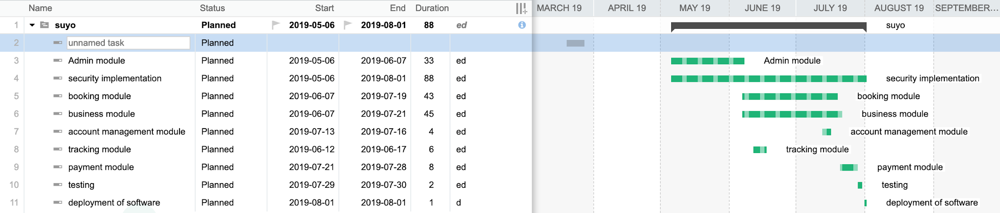 Name Status Start End Duration MARCH 19 APRIL 19 MAY 19 JUNE 19 JULY 19 AUGUST 19 SEPTEMBER...
1 suyo Planned 2019-05-06 2019-08-01 88 ed suyo
2 unnamed task Planned
3 Admin module Planned 2019-05-06 2019-06-07 33 ed Admin module
4 security implementation Planned 2019-05-06 2019-08-01 88 ed security implementation
5 booking module Planned 2019-06-07 2019-07-19 43 ed booking module
6 business module Planned 2019-06-07 2019-07-21 45 ed business module
7 account management module Planned 2019-07-13 2019-07-16 4 ed account management module
8 tracking module Planned 2019-06-12 2019-06-17 6 ed tracking module
9 payment module Planned 2019-07-21 2019-07-28 8 ed payment module
10 testing Planned 2019-07-29 2019-07-30 2 ed testing
11 deployment of software Planned 2019-08-01 2019-08-01 1 d deployment of software